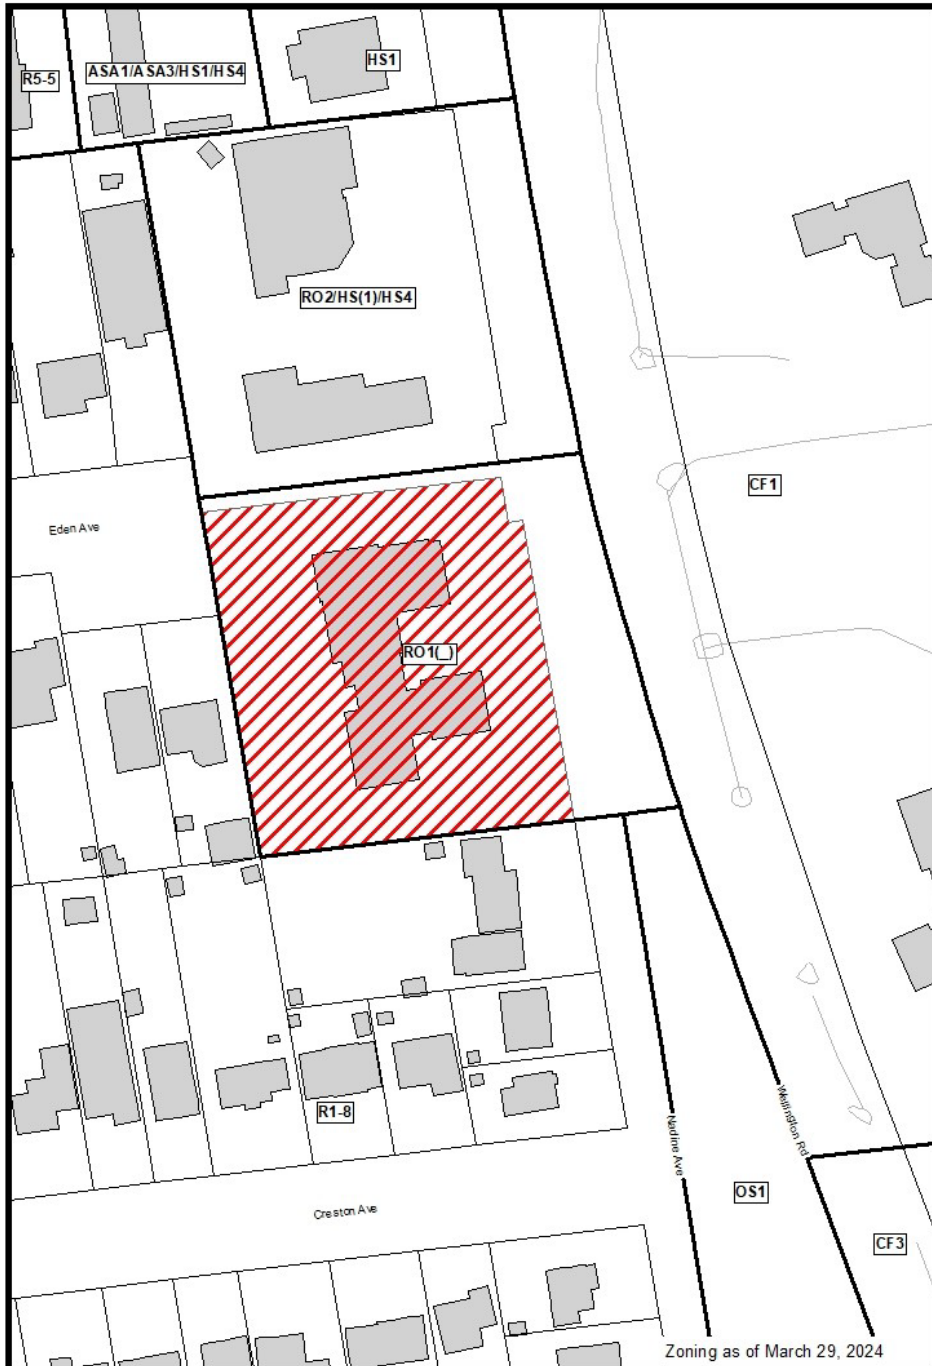 R5-5
ASA1/ASA3/HS1/HS4
HS1
RO2/HS(1)/HS4
CF1
Eden Ave
RO1(_)
R1-8
Nadine Ave
Wellington Rd
OS1
Creston Ave
CF3
Zoning as of March 29, 2024